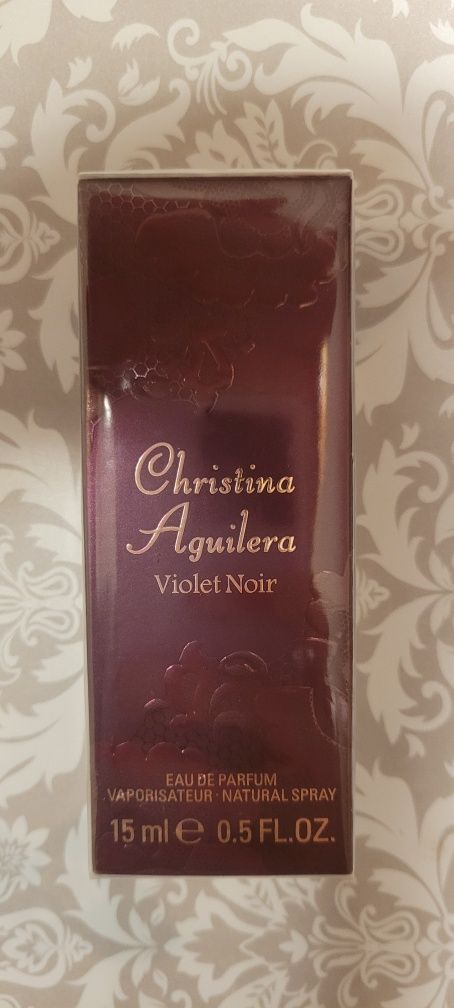 Christina
Aguilera
Violet Noir
EAU DE PARFUM
VAPORISATEUR · NATURAL SPRAY
15 ml ℮ 0.5 FL.OZ.